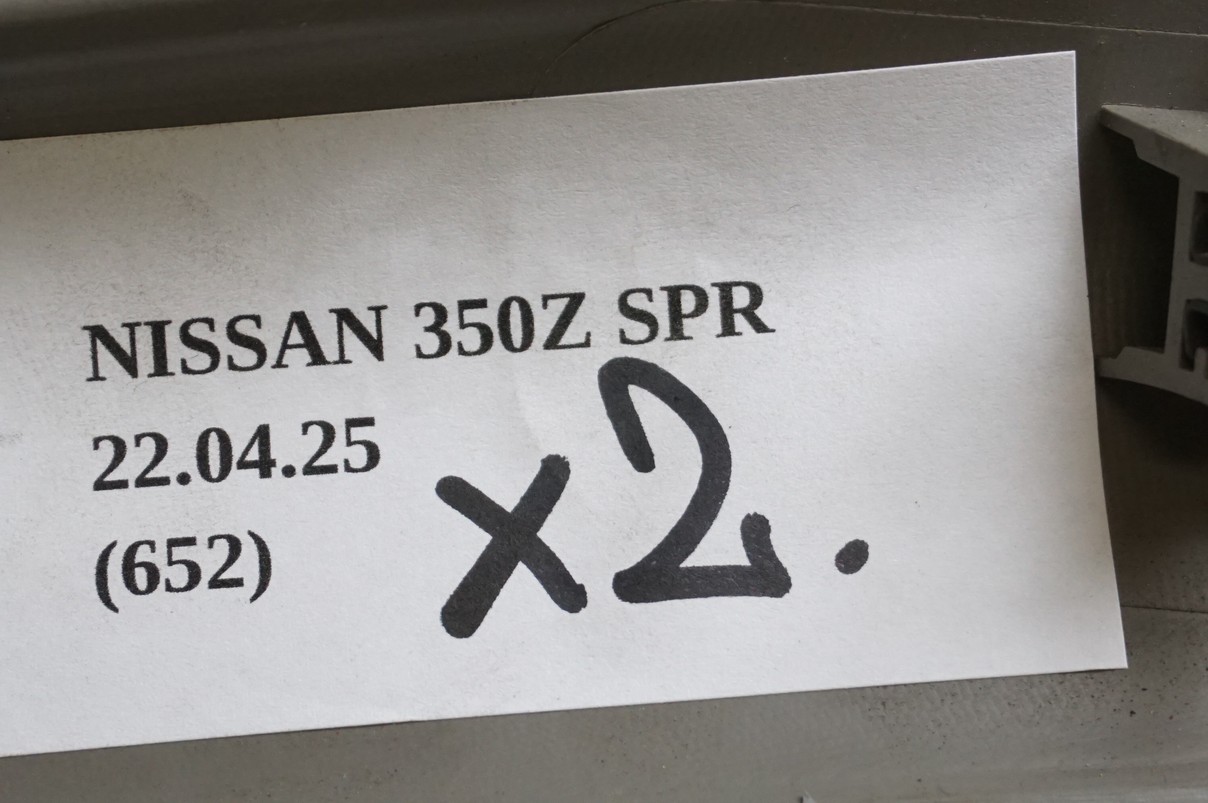 NISSAN 350Z SPR
22.04.25
(652)
x2.